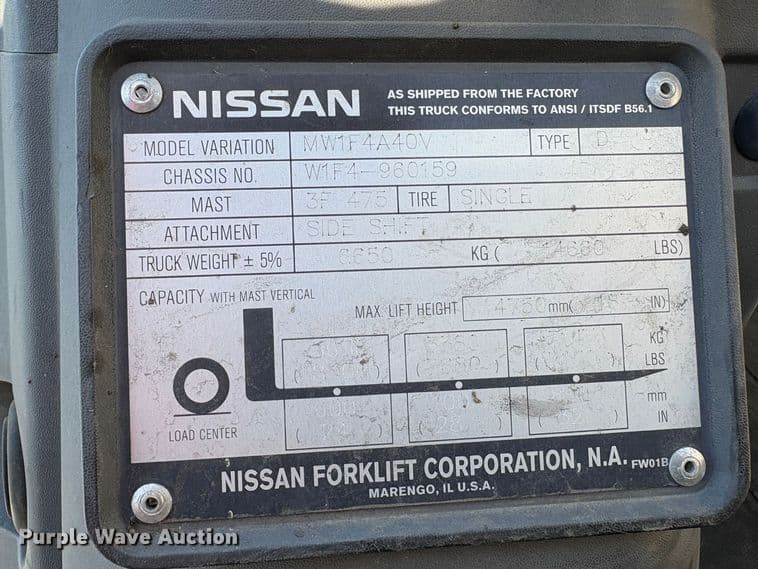 NISSAN
AS SHIPPED FROM THE FACTORY
THIS TRUCK CONFORMS TO ANSI / ITSDF B56.1
MODEL VARIATION MW1F4A40V TYPE D
CHASSIS NO. W1F4-960159
MAST 3F 475 TIRE SINGLE
ATTACHMENT SIDE SHIFT
TRUCK WEIGHT ± 5% 6650 KG ( 14660 LBS)
CAPACITY WITH MAST VERTICAL
MAX. LIFT HEIGHT 4750 mm( IN)
KG
LBS
mm
IN
LOAD CENTER
NISSAN FORKLIFT CORPORATION, N.A. FW01B
MARENGO, IL U.S.A.
Purple Wave Auction